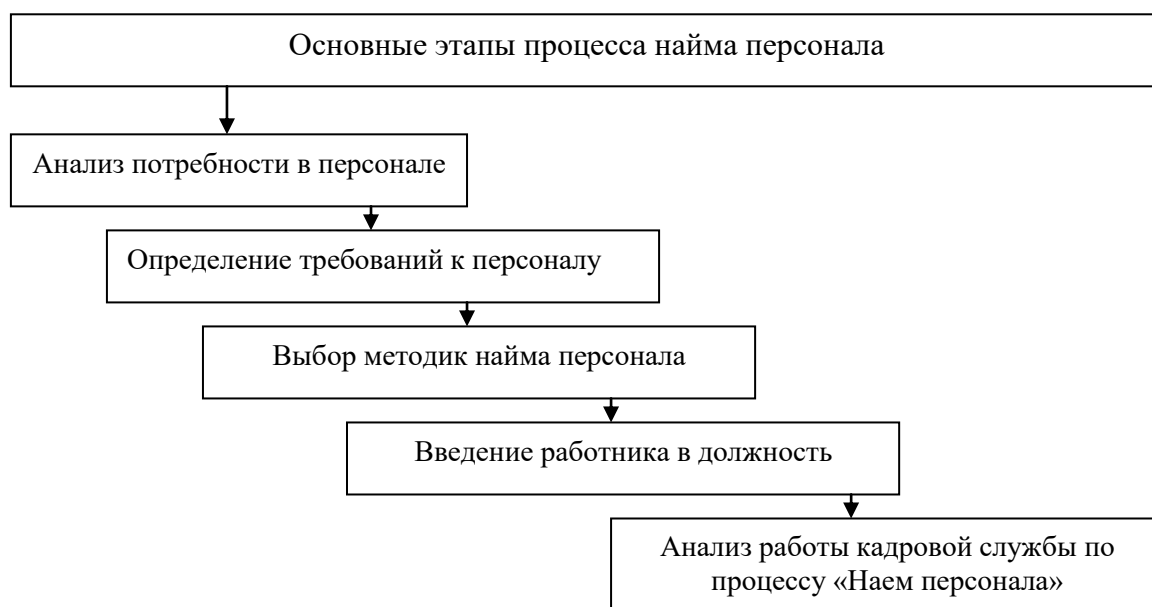 Основные этапы процесса найма персонала
Анализ потребности в персонале
Определение требований к персоналу
Выбор методик найма персонала
Введение работника в должность
Анализ работы кадровой службы по
процессу «Наем персонала»